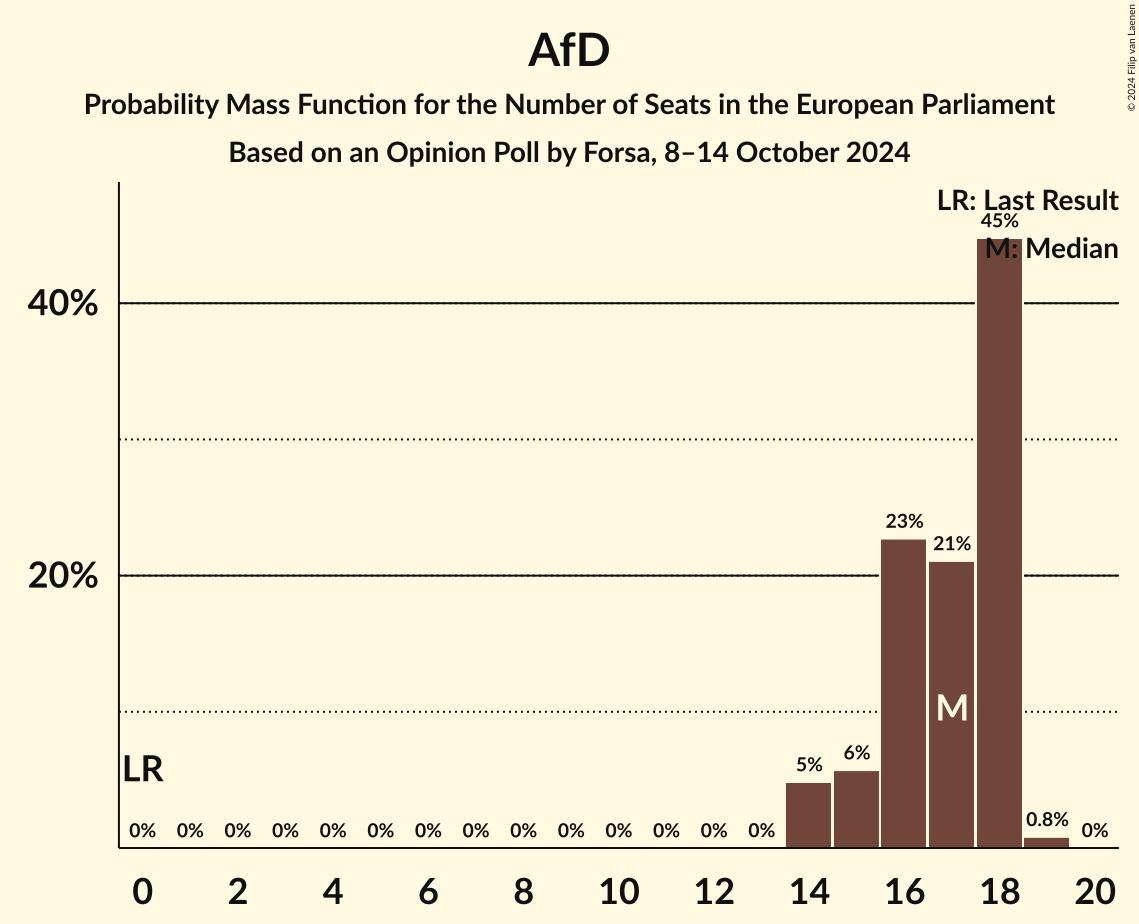 © 2024 Filip van Laenen
AfD
Probability Mass Function for the Number of Seats in the European Parliament
Based on an Opinion Poll by Forsa, 8–14 October 2024
LR: Last Result
45%
M: Median
40%
23%
21%
20%
M
LR
5%
6%
0% 0% 0% 0% 0% 0% 0% 0% 0% 0% 0% 0% 0% 0% 0.8% 0%
0 2 4 6 8 10 12 14 16 18 20